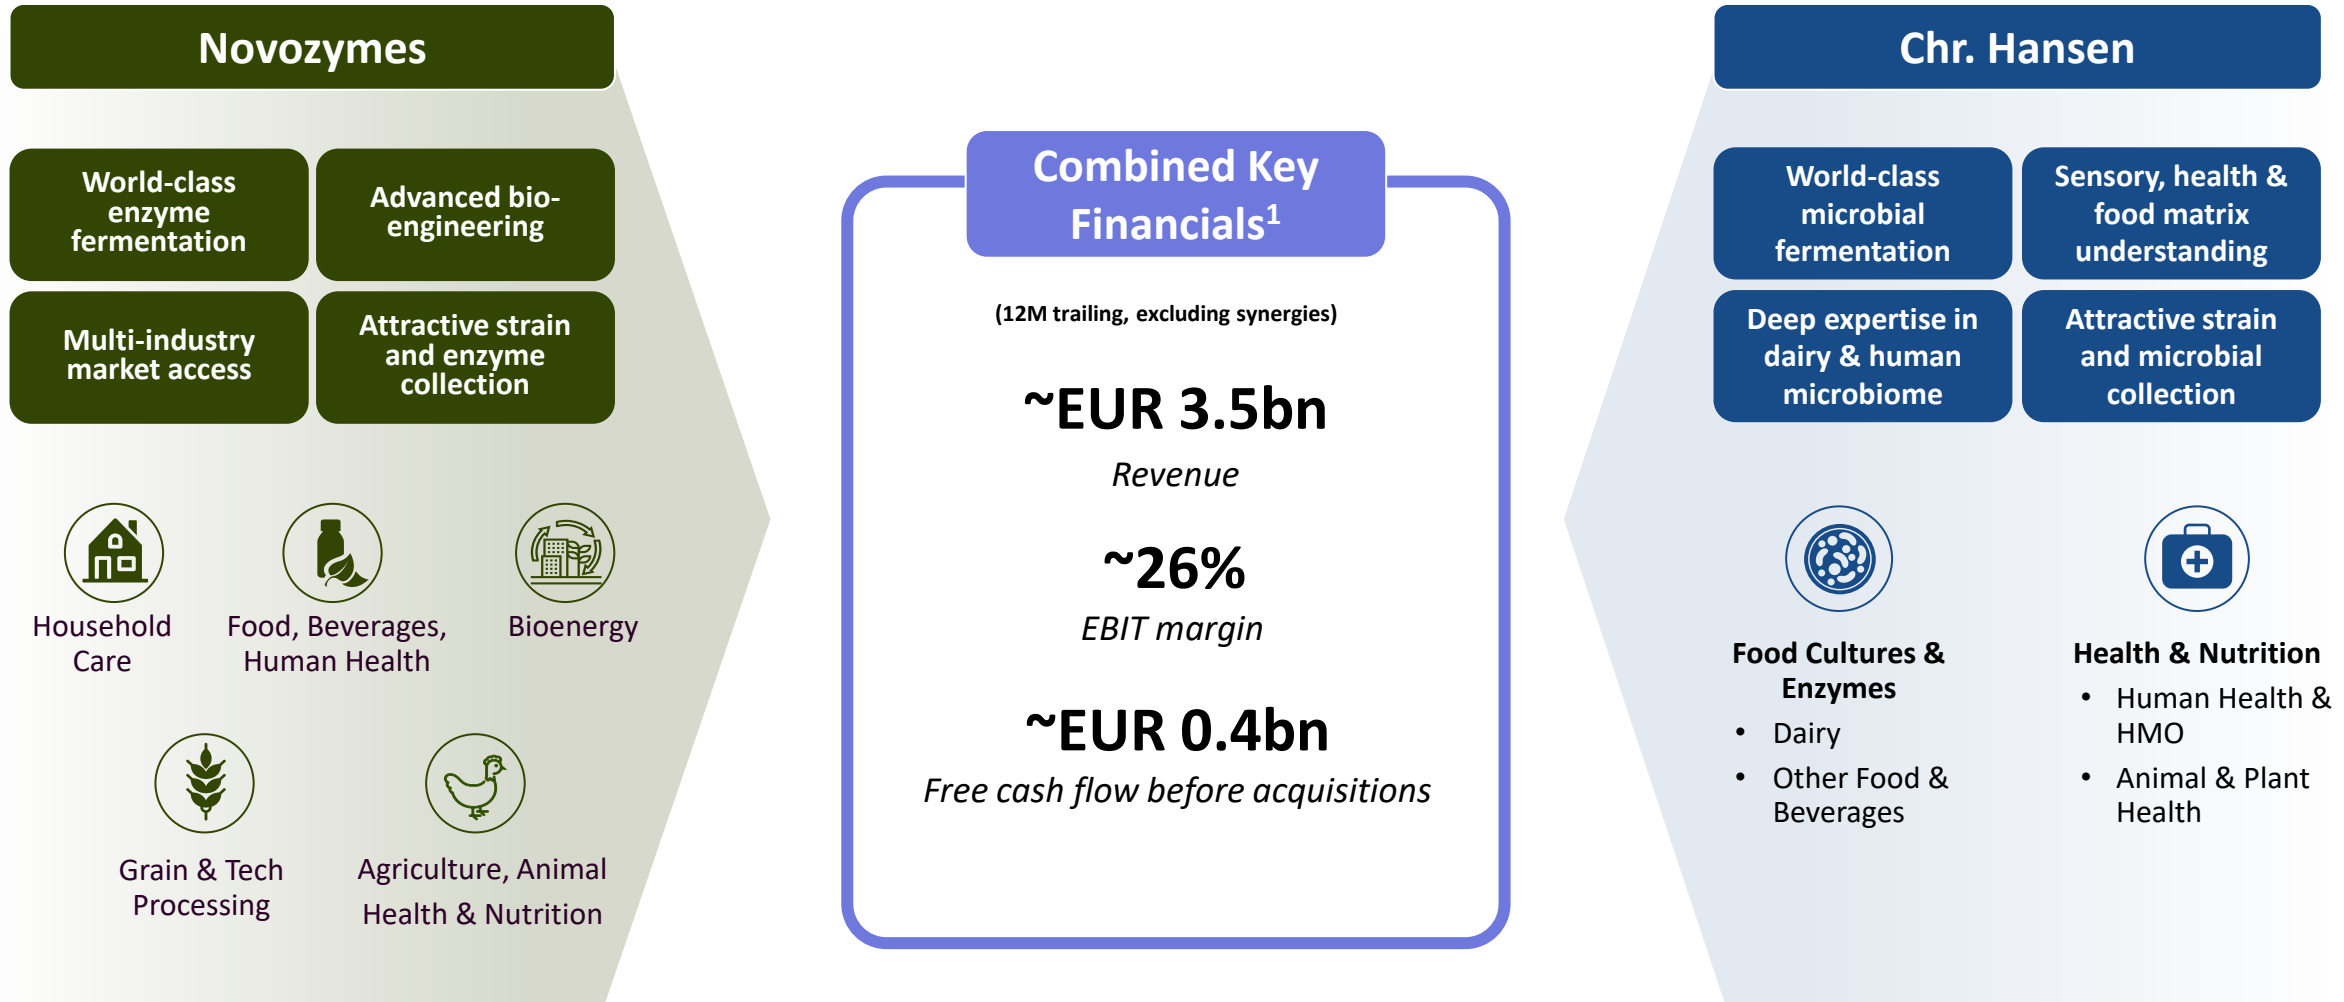 Novozymes
World-class
enzyme
fermentation
Advanced bio-
engineering
Multi-industry
market access
Attractive strain
and enzyme
collection
Household
Care
Food, Beverages,
Human Health
Bioenergy
Grain & Tech
Processing
Agriculture, Animal
Health & Nutrition
Combined Key
Financials¹
(12M trailing, excluding synergies)
~EUR 3.5bn
Revenue
~26%
EBIT margin
~EUR 0.4bn
Free cash flow before acquisitions
Chr. Hansen
World-class
microbial
fermentation
Sensory, health &
food matrix
understanding
Deep expertise in
dairy & human
microbiome
Attractive strain
and microbial
collection
Food Cultures &
Enzymes
• Dairy
• Other Food &
Beverages
Health & Nutrition
• Human Health &
HMO
• Animal & Plant
Health